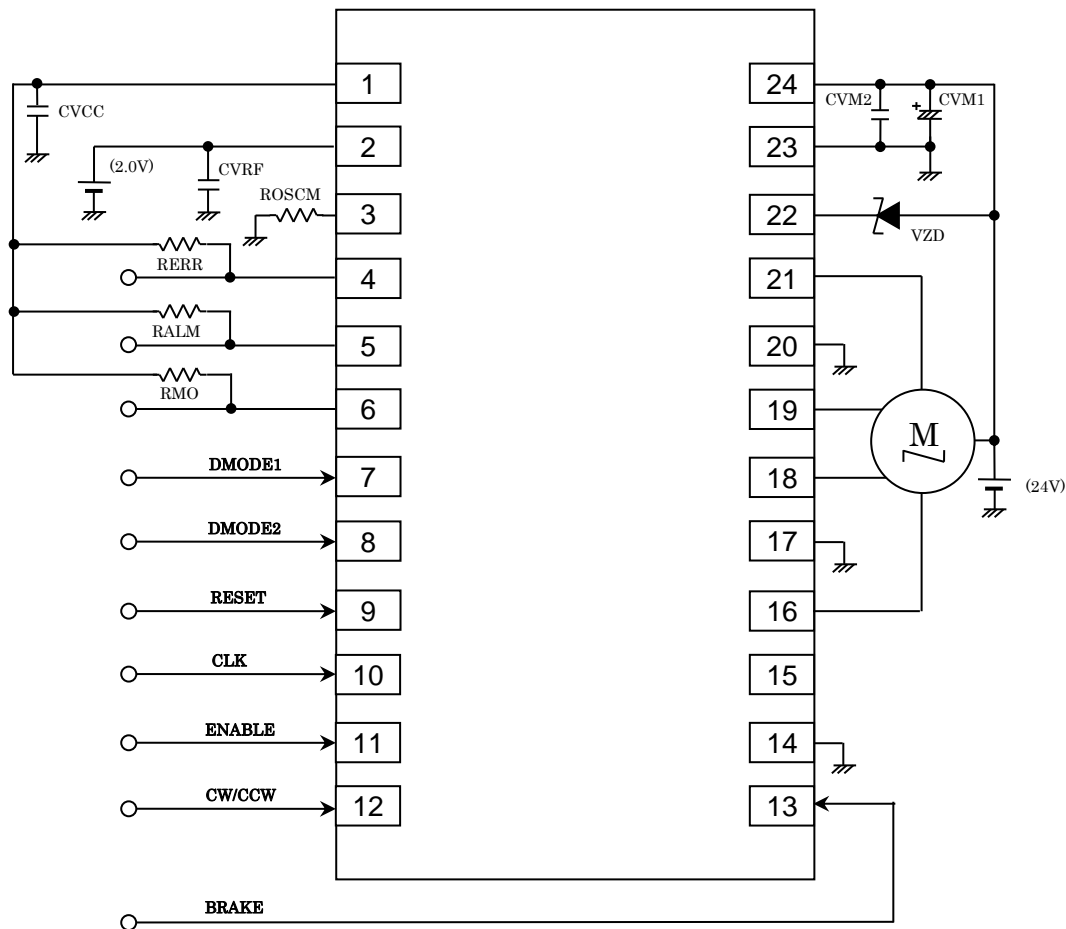 1
24
CVCC
CVM2
+
CVM1
2
23
(2.0V)
CVRF
ROSCM
3
22
VZD
RERR
4
21
RALM
5
20
RMO
6
19
M
DMODE1
7
18
(24V)
DMODE2
8
17
RESET
9
16
CLK
10
15
ENABLE
11
14
CW/CCW
12
13
BRAKE